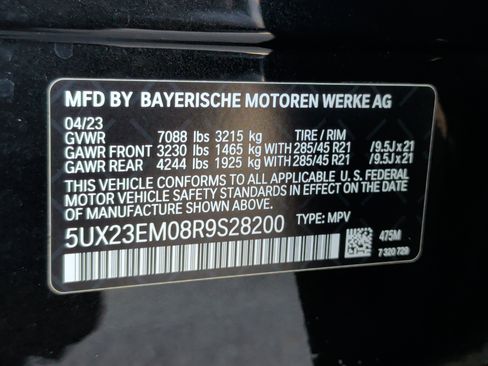 MFD BY BAYERISCHE MOTOREN WERKE AG
04/23
GVWR 7088 lbs 3215 kg TIRE / RIM
GAWR FRONT 3230 lbs 1465 kg WITH 285/45 R21 /9.5J x 21
GAWR REAR 4244 lbs 1925 kg WITH 285/45 R21 /9.5J x 21
THIS VEHICLE CONFORMS TO ALL APPLICABLE U. S. FEDERAL
MOTOR VEHICLE SAFETY STANDARDS IN EFFECT ON THE
DATE OF MANUFACTURE SHOWN ABOVE.
5UX23EM08R9S28200 TYPE: MPV
475M
7 320 729